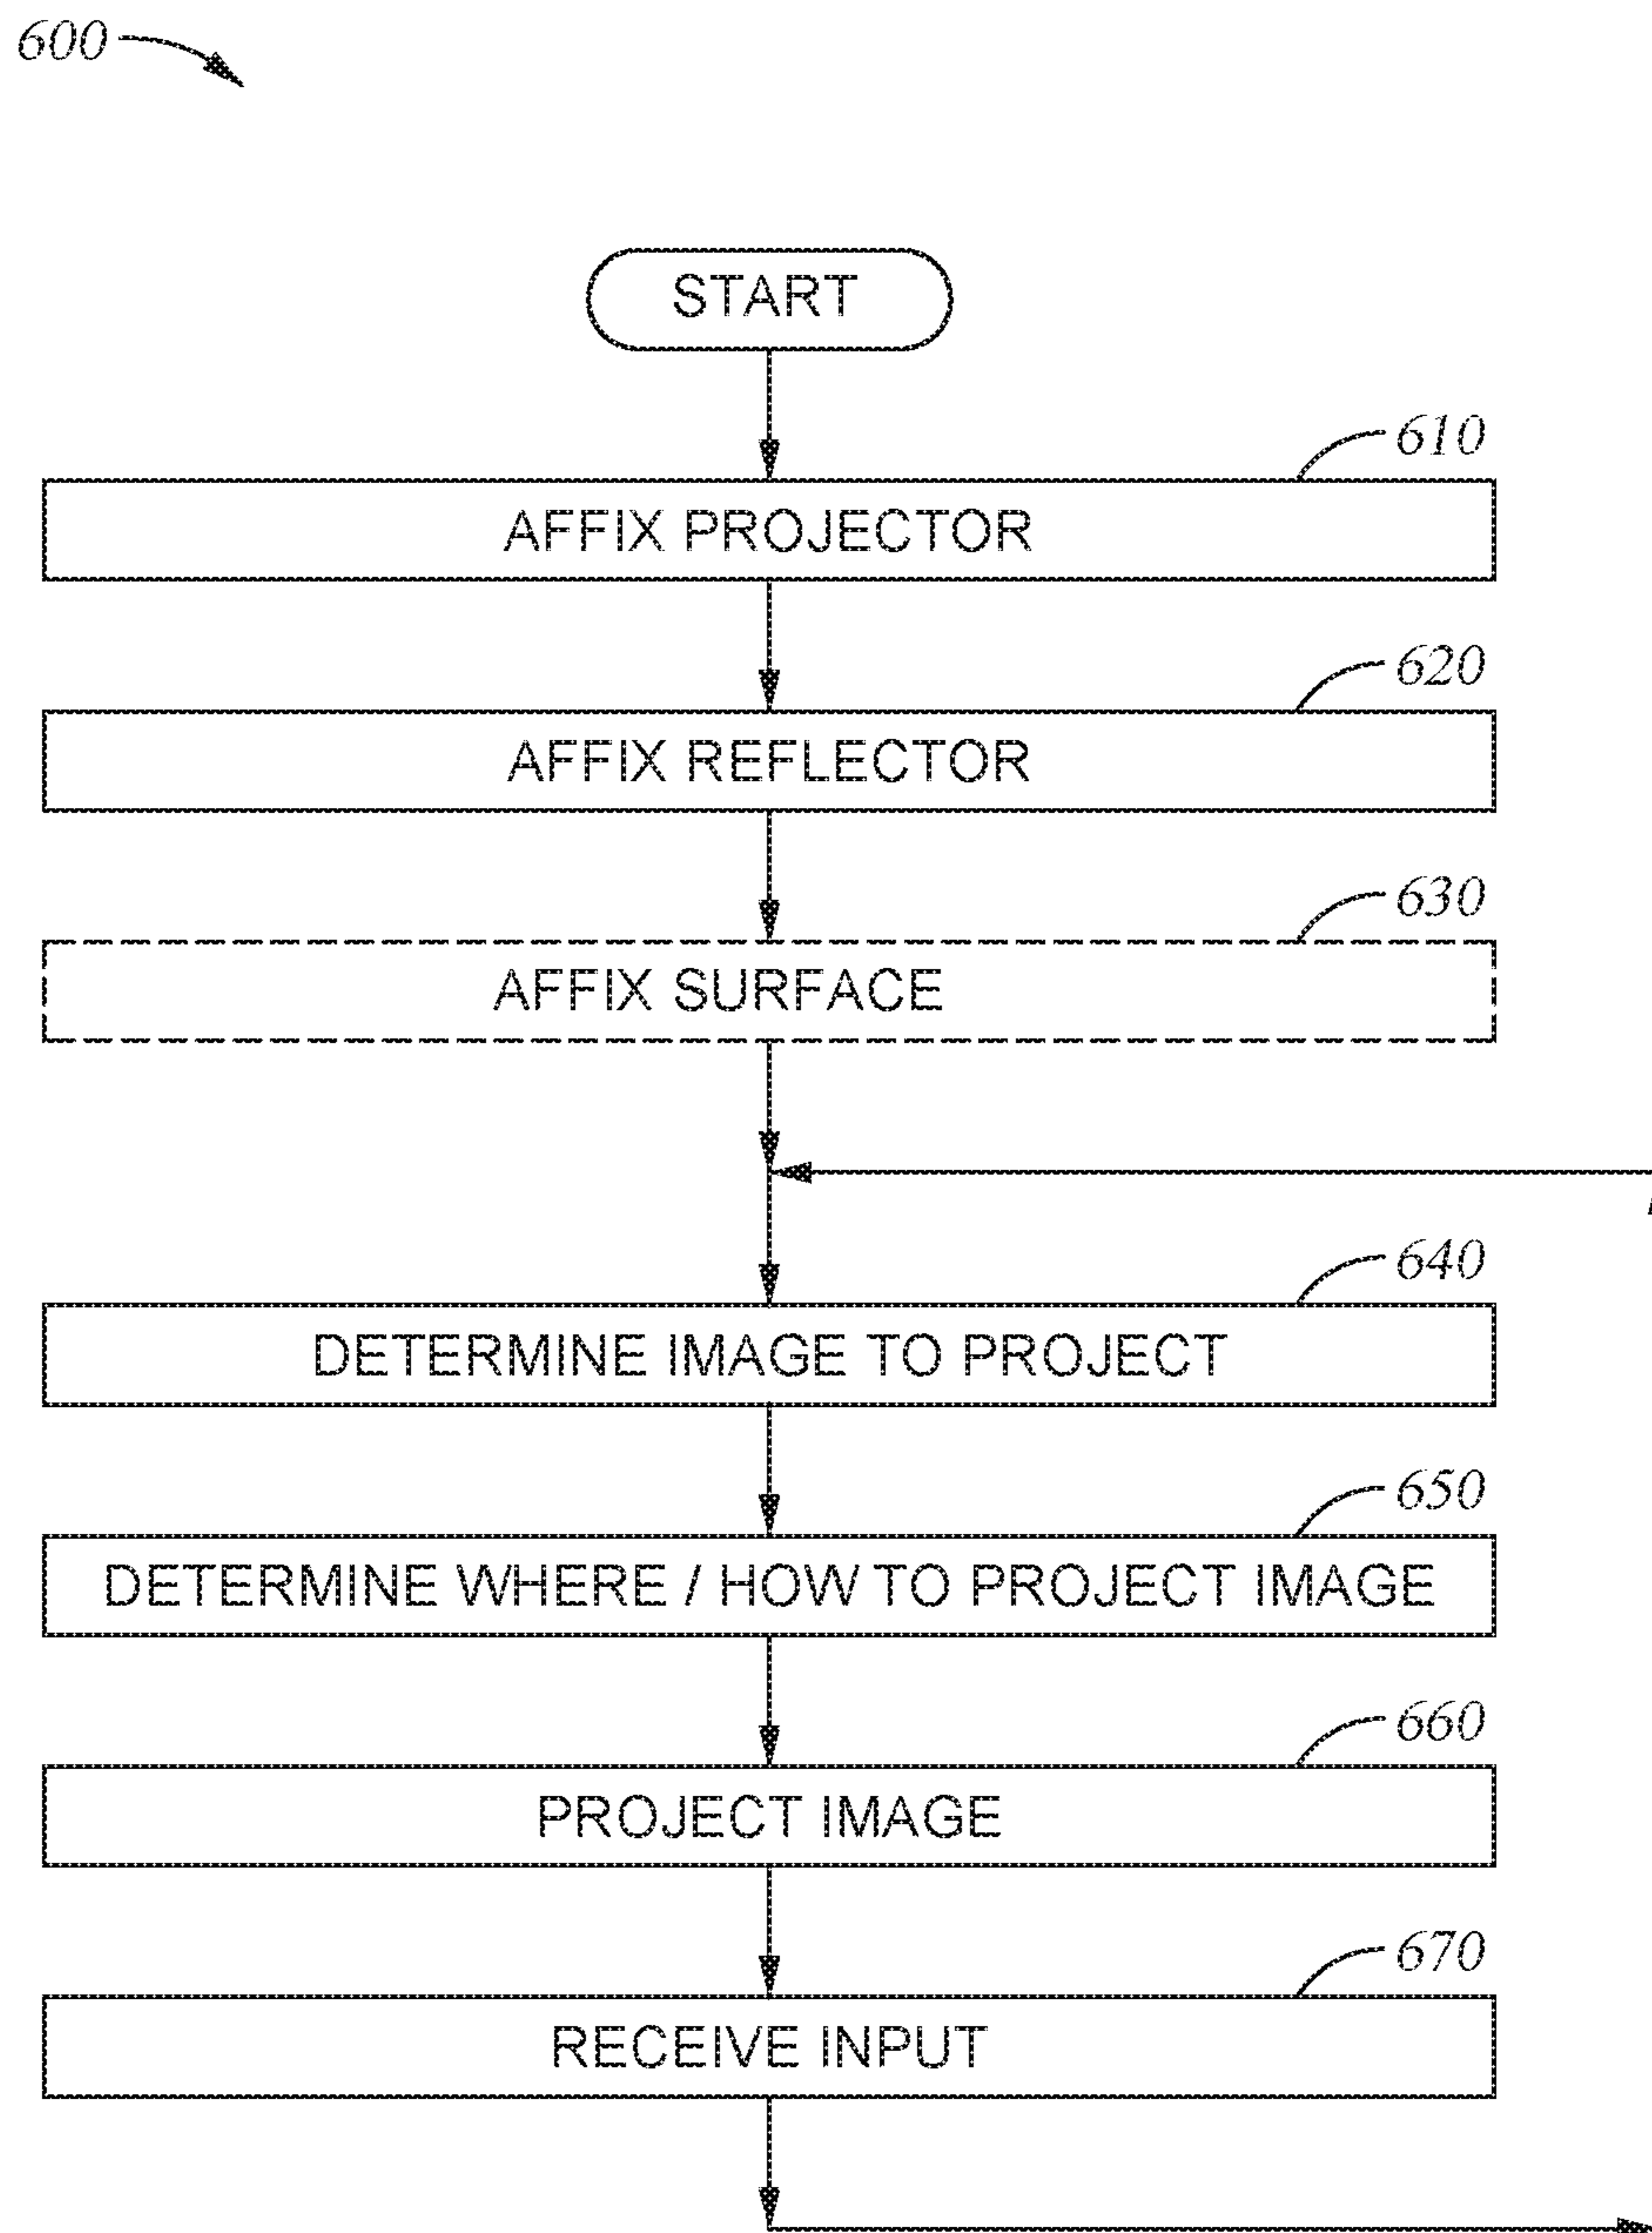 600
START
610
AFFIX PROJECTOR
620
AFFIX REFLECTOR
630
AFFIX SURFACE
640
DETERMINE IMAGE TO PROJECT
650
DETERMINE WHERE / HOW TO PROJECT IMAGE
660
PROJECT IMAGE
670
RECEIVE INPUT